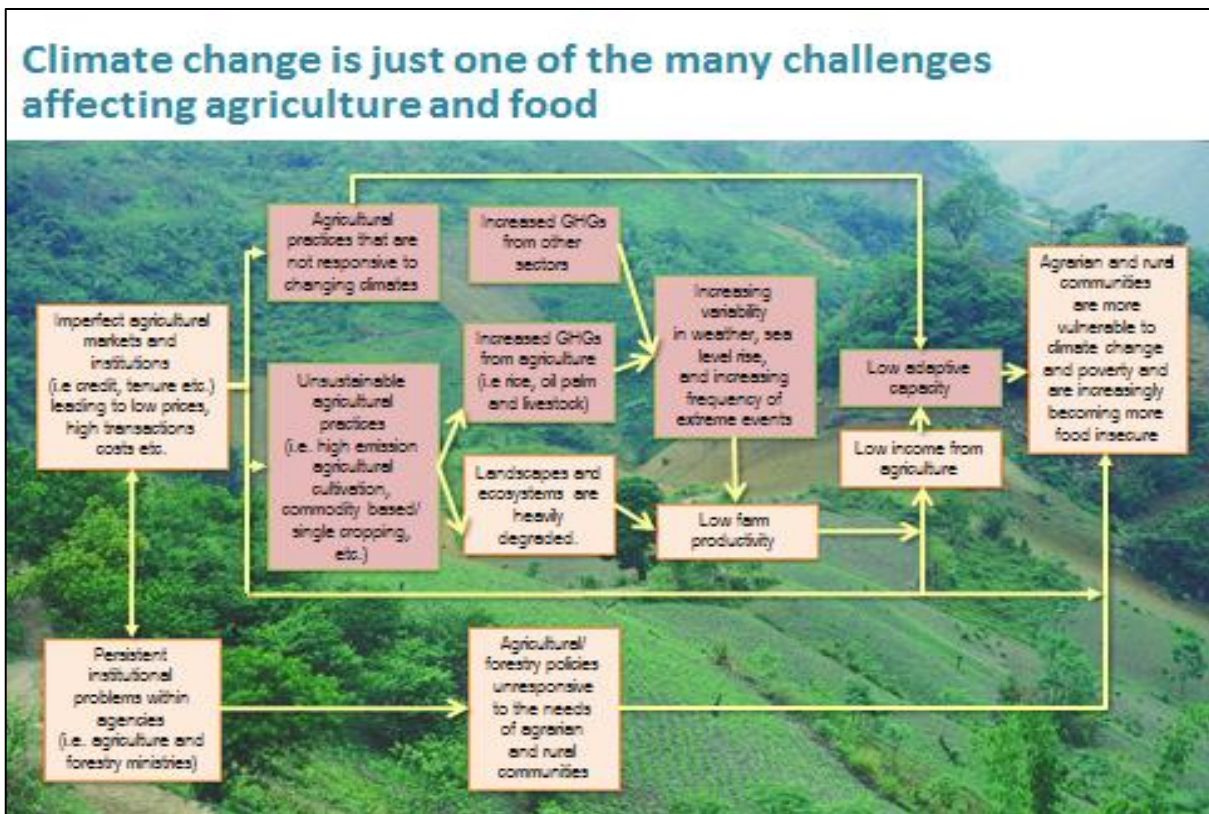 Climate change is just one of the many challenges
affecting agriculture and food
Agricultural
practices that are
not responsive to
changing climates
Increased GHGs
from other
sectors
Agrarian and rural
communities
are more
vulnerable to
climate change
and poverty and
are increasingly
becoming more
food insecure
Increasing
variability
in weather, sea
level rise,
and increasing
frequency of
extreme events
Imperfect agricultural
markets and
institutions
(i.e credit, tenure etc.)
leading to low prices,
high transactions
costs etc.
Increased GHGs
from agriculture
(i.e rice, oil palm
and livestock)
Low adaptive
capacity
Unsustainable
agricultural
practices
(i.e. high emission
agricultural
cultivation,
commodity based/
single cropping,
etc.)
Low income from
agriculture
Landscapes and
ecosystems are
heavily
degraded.
Low farm
productivity
Persistent
institutional
problems within
agencies
(i.e. agriculture and
forestry ministries)
Agricultural/
forestry policies
unresponsive
to the needs
of agrarian
and rural
communities